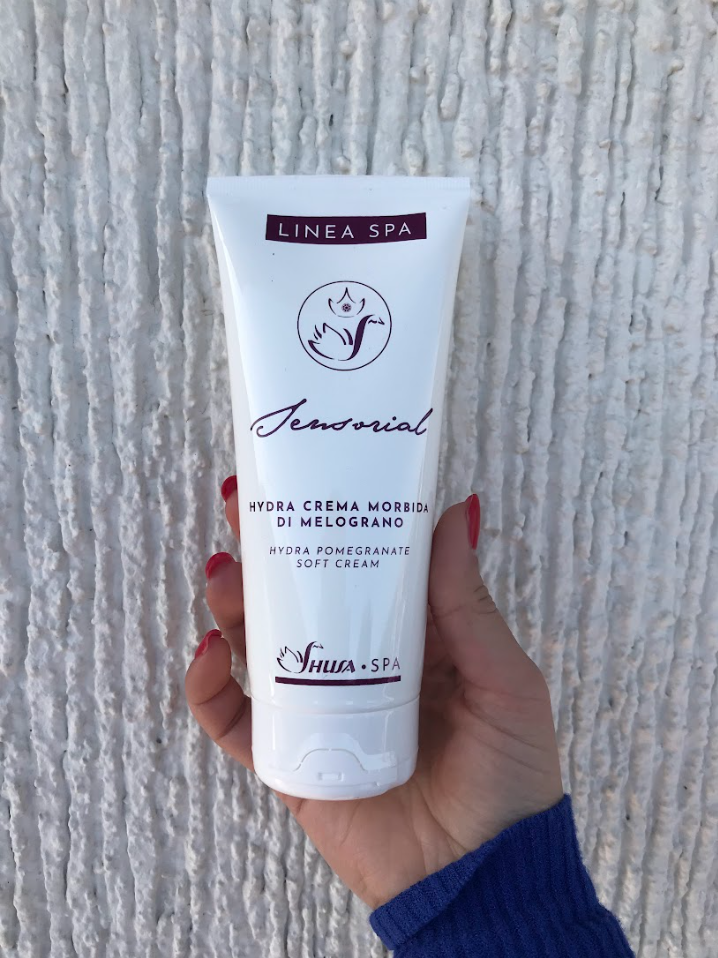 LINEA SPA
Sensorial
HYDRA CREMA MORBIDA
DI MELOGRANO
HYDRA POMEGRANATE
SOFT CREAM
SHUSA • SPA